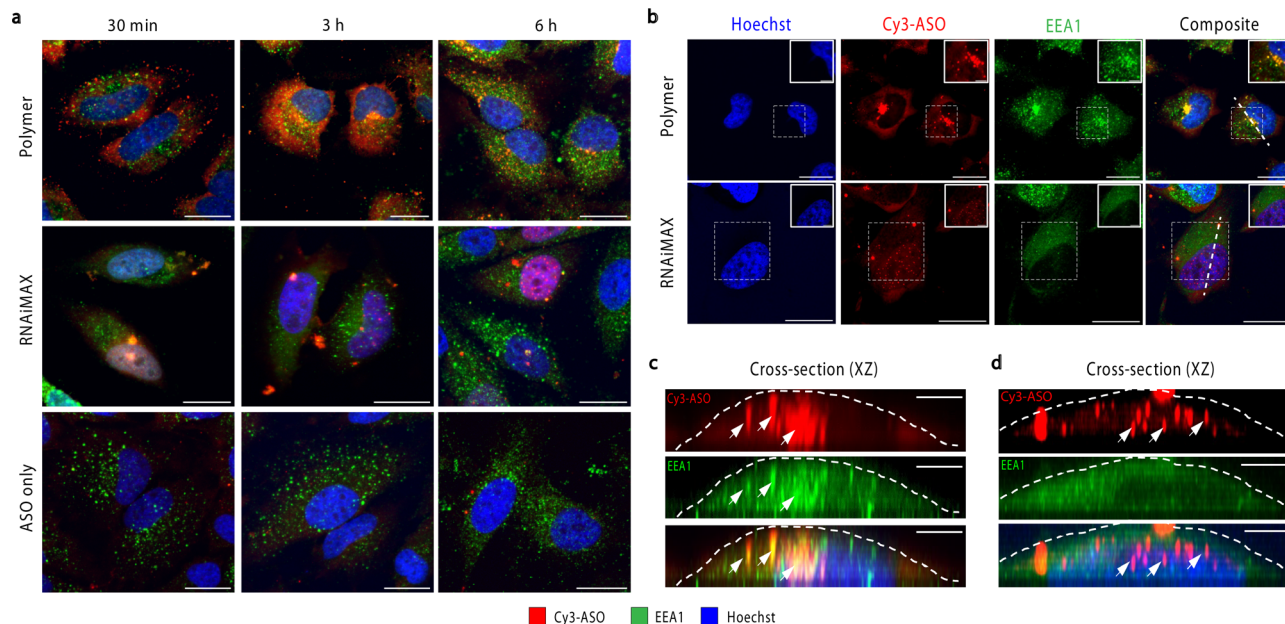 a
30 min
3 h
6 h
Polymer
RNAiMAX
ASO only
b
Hoechst
Cy3-ASO
EEA1
Composite
Polymer
RNAiMAX
c
Cross-section (XZ)
Cy3-ASO
EEA1
d
Cross-section (XZ)
Cy3-ASO
EEA1
Cy3-ASO
EEA1
Hoechst